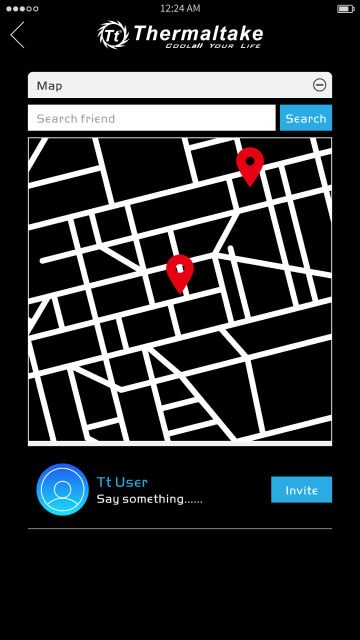 12:24 AM
Tt Thermaltake
COOLall YOUR LIFE
Map
Search friend
Search
Tt User
Say something......
Invite